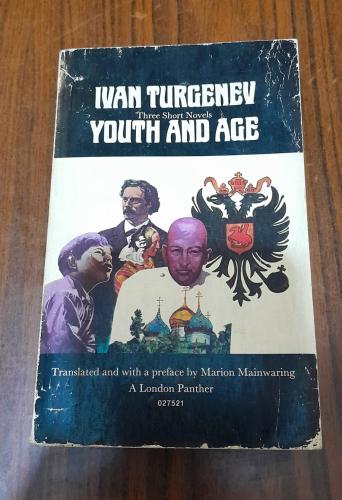 IVAN TURGENEV
Three Short Novels
YOUTH AND AGE
Translated and with a preface by Marion Mainwaring
A London Panther
027521